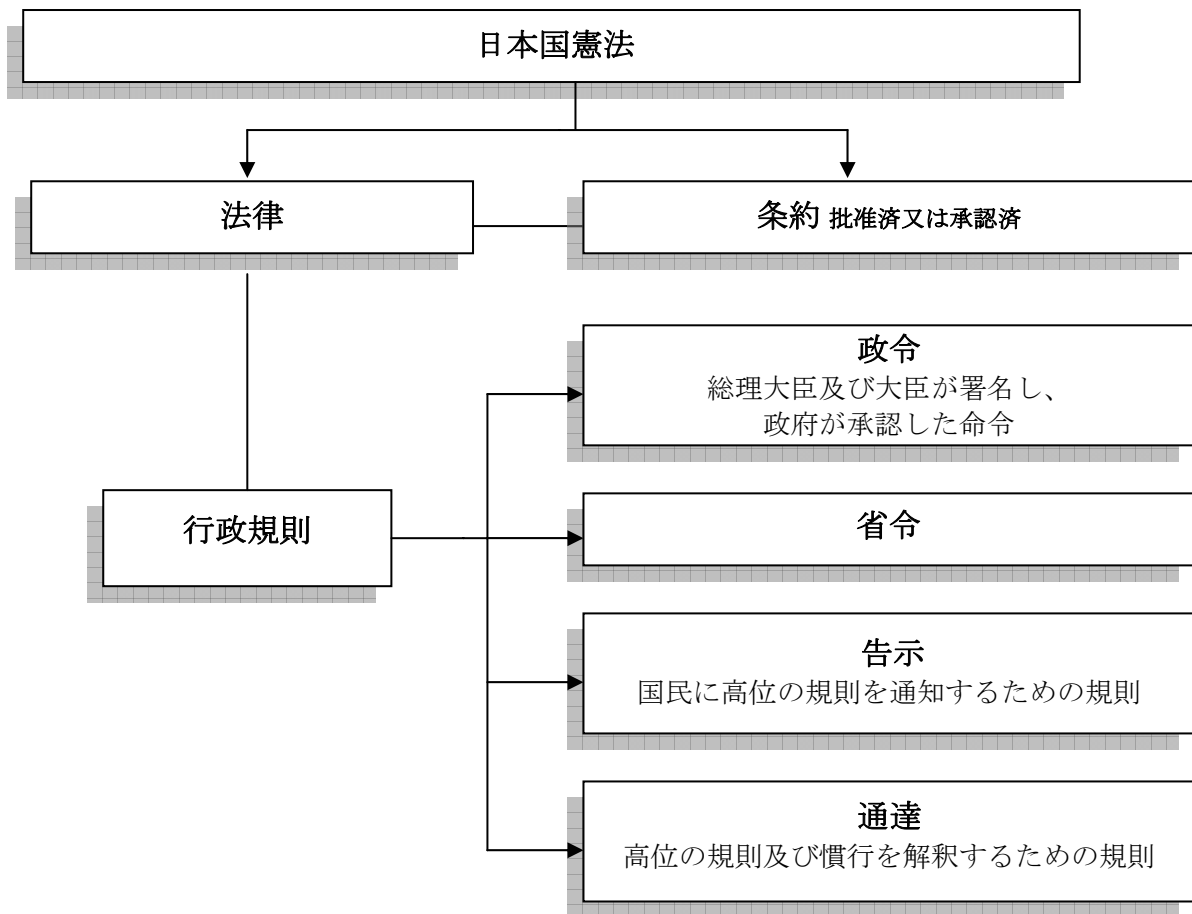 日本国憲法
法律
条約 批准済又は承認済
政令
総理大臣及び大臣が署名し、
政府が承認した命令
行政規則
省令
告示
国民に高位の規則を通知するための規則
通達
高位の規則及び慣行を解釈するための規則